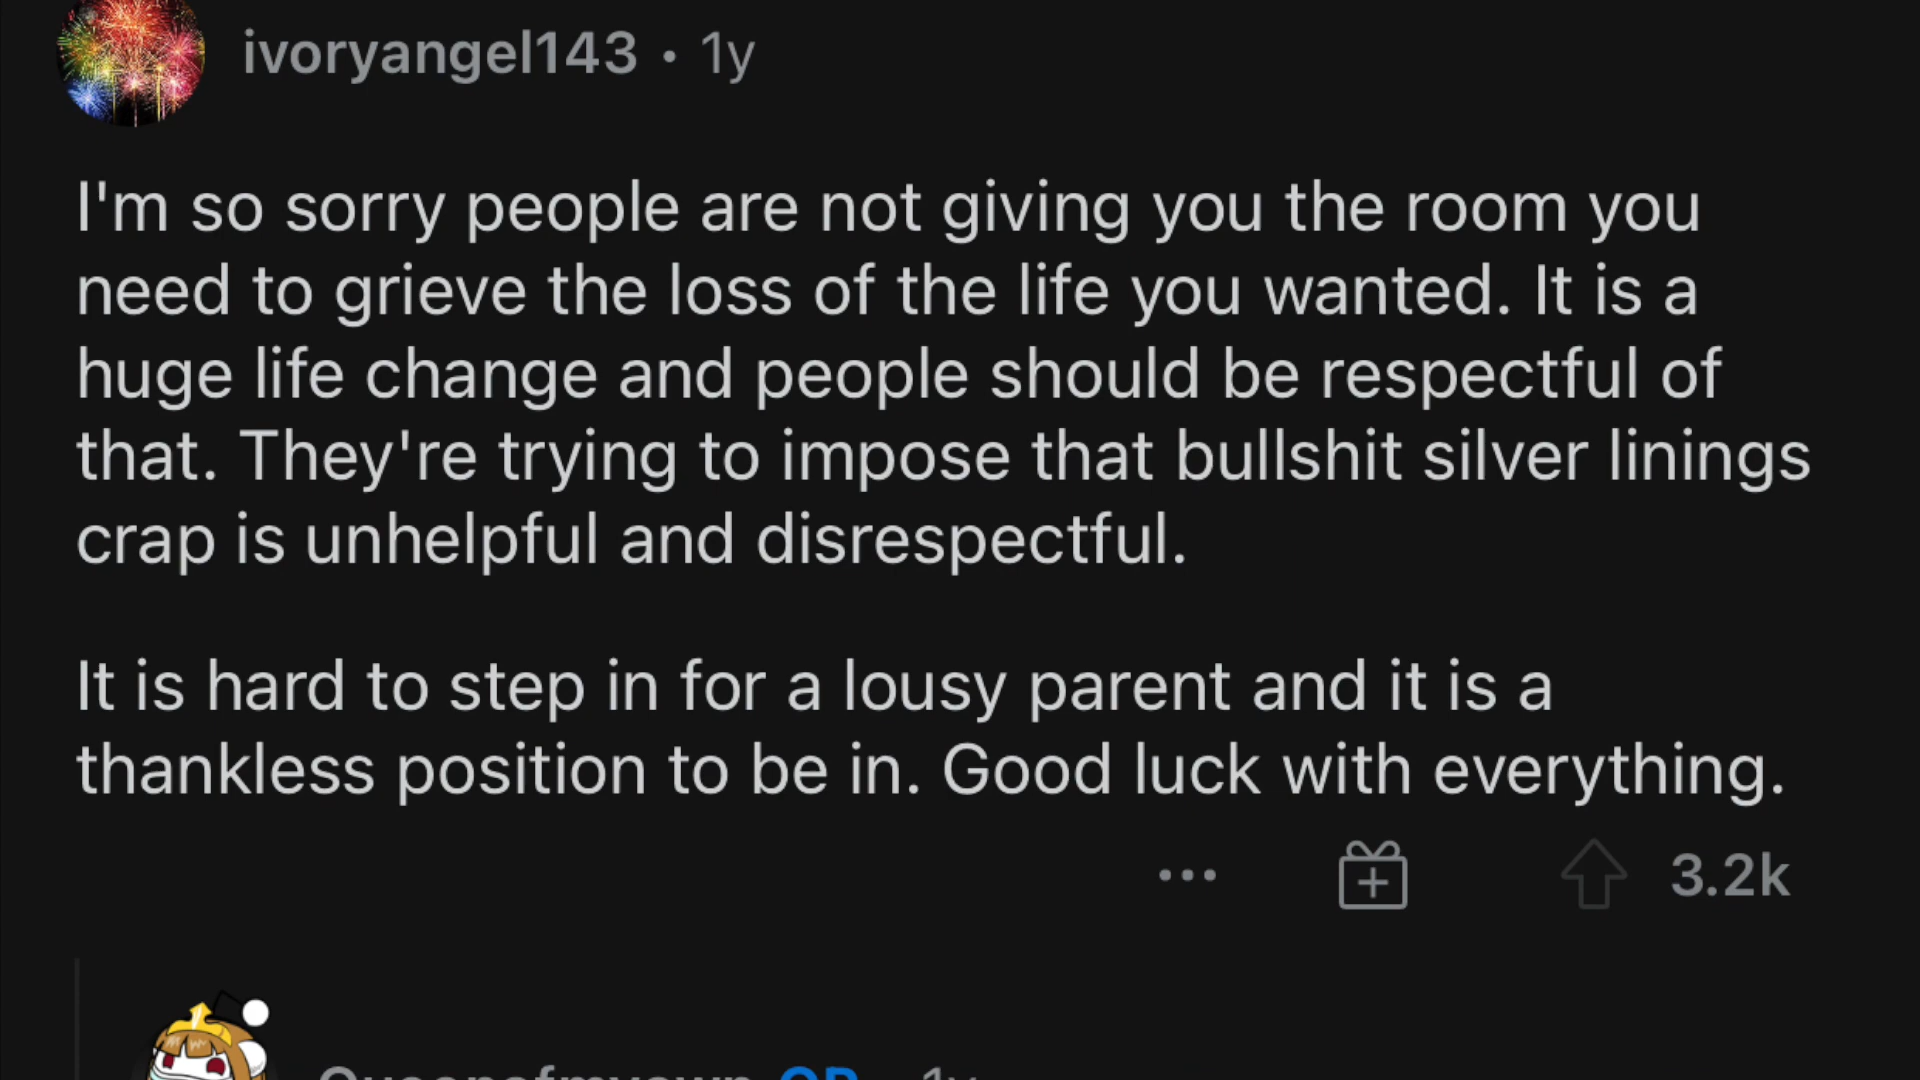 ivoryangel143 • 1y
I'm so sorry people are not giving you the room you
need to grieve the loss of the life you wanted. It is a
huge life change and people should be respectful of
that. They're trying to impose that bullshit silver linings
crap is unhelpful and disrespectful.
It is hard to step in for a lousy parent and it is a
thankless position to be in. Good luck with everything.
3.2k
OP 1y